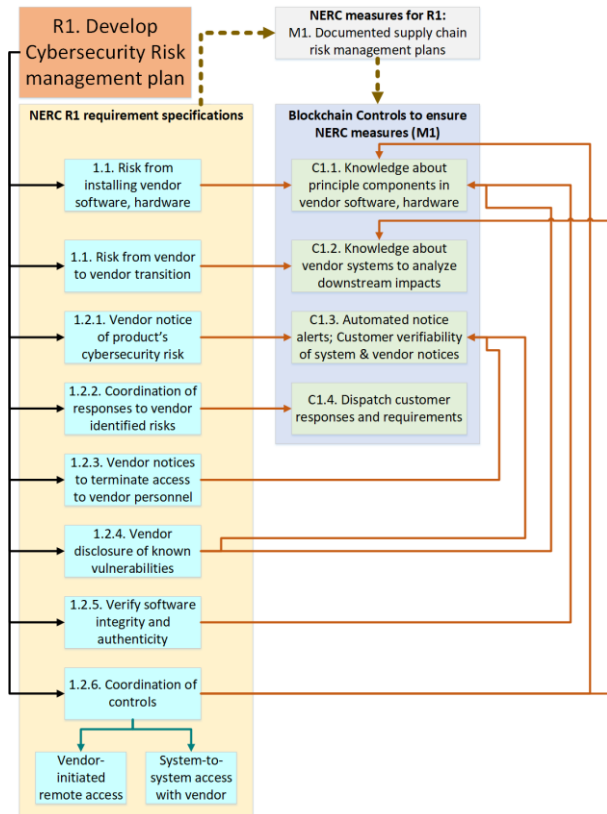 R1. Develop
Cybersecurity Risk
management plan
NERC measures for R1:
M1. Documented supply chain
risk management plans
NERC R1 requirement specifications
1.1. Risk from
installing vendor
software, hardware
1.1. Risk from vendor
to vendor transition
1.2.1. Vendor notice
of product's
cybersecurity risk
1.2.2. Coordination of
responses to vendor
identified risks
1.2.3. Vendor notices
to terminate access
to vendor personnel
1.2.4. Vendor
disclosure of known
vulnerabilities
1.2.5. Verify software
integrity and
authenticity
1.2.6. Coordination of
controls
Vendor-
initiated
remote access
System-to-
system access
with vendor
Blockchain Controls to ensure
NERC measures (M1)
C1.1. Knowledge about
principle components in
vendor software, hardware
C1.2. Knowledge about
vendor systems to analyze
downstream impacts
C1.3. Automated notice
alerts; Customer verifiability
of system & vendor notices
C1.4. Dispatch customer
responses and requirements